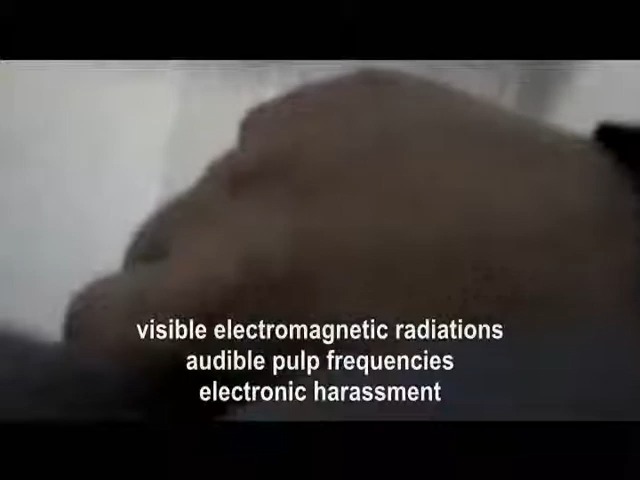 visible electromagnetic radiations
audible pulp frequencies
electronic harassment